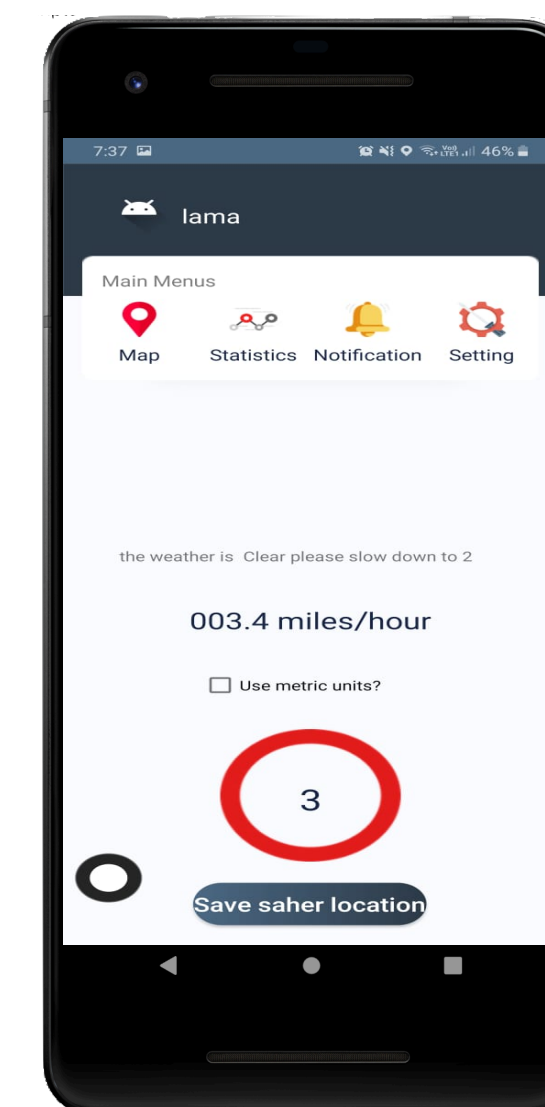 7:37 46%
lama
Main Menus
Map Statistics Notification Setting
the weather is Clear please slow down to 2
003.4 miles/hour
Use metric units?
3
Save saher location